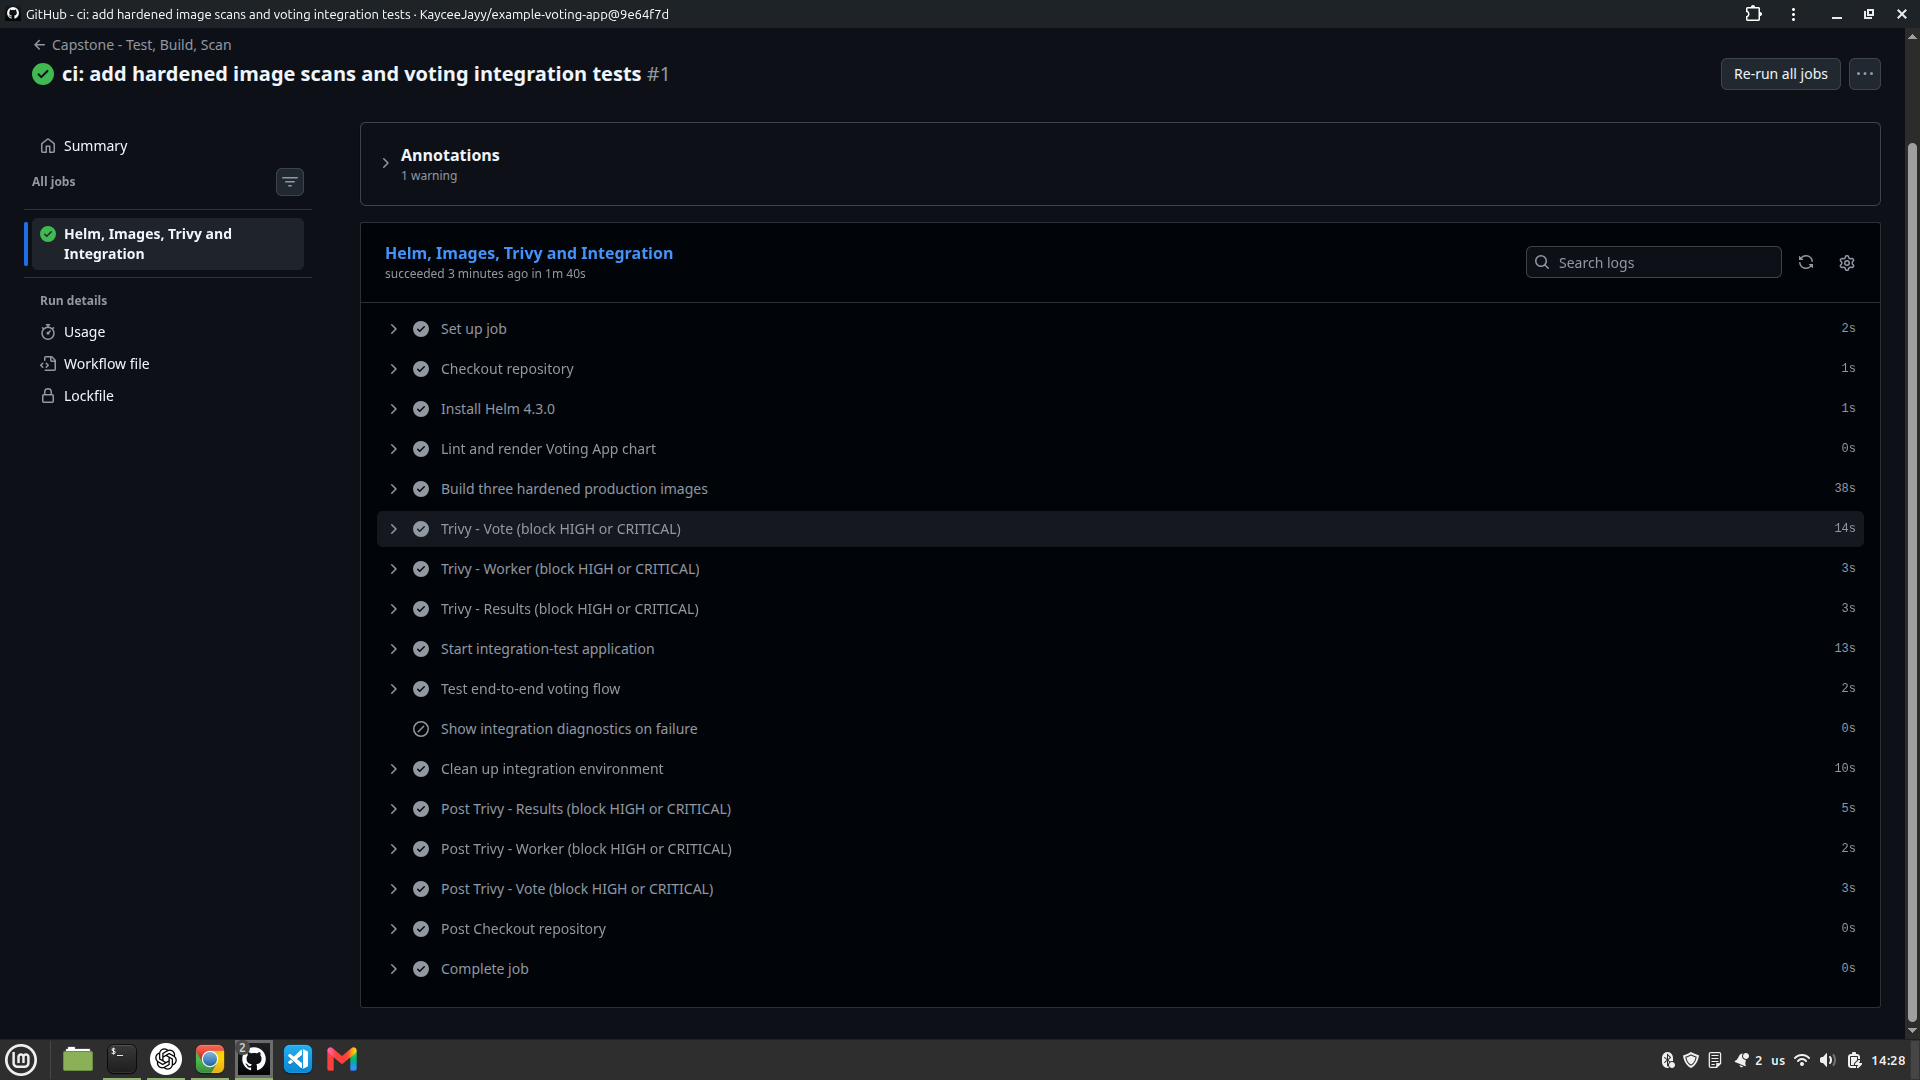 GitHub - ci: add hardened image scans and voting integration tests · KayceeJayy/example-voting-app@9e64f7d
Capstone - Test, Build, Scan
ci: add hardened image scans and voting integration tests #1
Re-run all jobs
Summary
All jobs
Helm, Images, Trivy and
Integration
Run details
Usage
Workflow file
Lockfile
Annotations
1 warning
Helm, Images, Trivy and Integration
succeeded 3 minutes ago in 1m 40s
Search logs
Set up job 2s
Checkout repository 1s
Install Helm 4.3.0 1s
Lint and render Voting App chart 0s
Build three hardened production images 38s
Trivy - Vote (block HIGH or CRITICAL) 14s
Trivy - Worker (block HIGH or CRITICAL) 3s
Trivy - Results (block HIGH or CRITICAL) 3s
Start integration-test application 13s
Test end-to-end voting flow 2s
Show integration diagnostics on failure 0s
Clean up integration environment 10s
Post Trivy - Results (block HIGH or CRITICAL) 5s
Post Trivy - Worker (block HIGH or CRITICAL) 2s
Post Trivy - Vote (block HIGH or CRITICAL) 3s
Post Checkout repository 0s
Complete job 0s
2
2 us 14:28